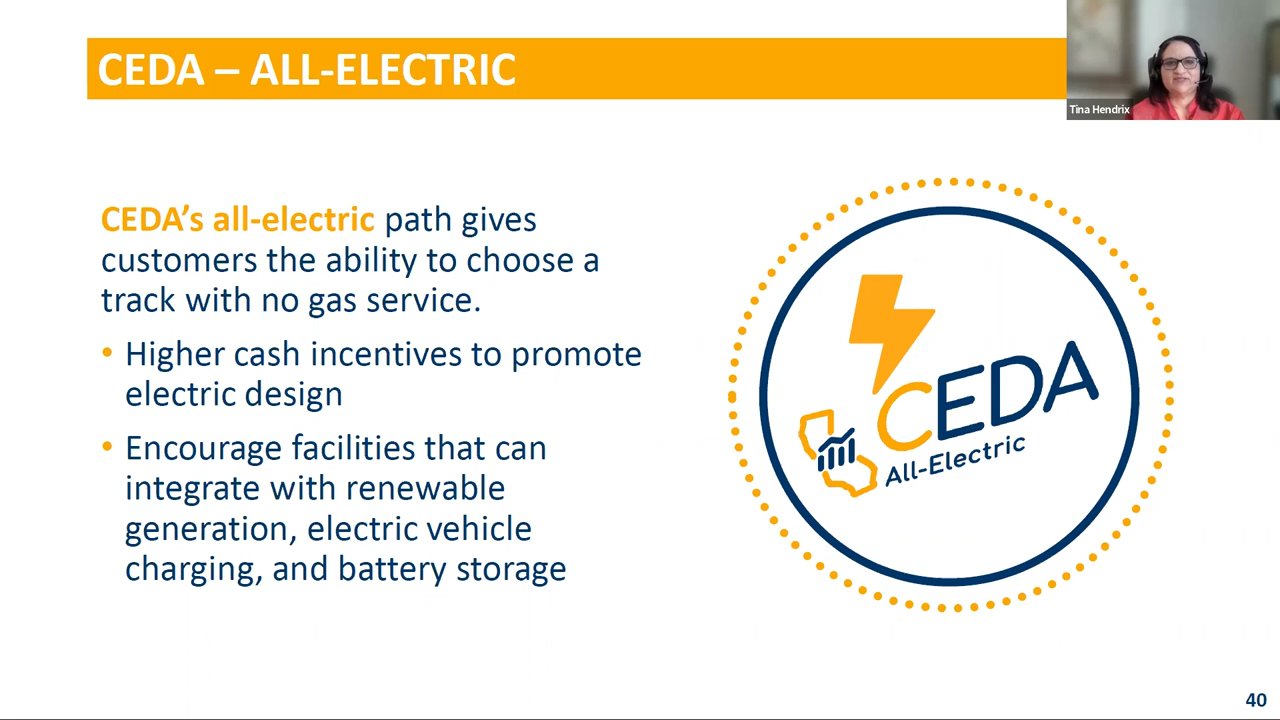 CEDA – ALL-ELECTRIC
Tina Hendrix
CEDA’s all-electric path gives
customers the ability to choose a
track with no gas service.
• Higher cash incentives to promote
electric design
• Encourage facilities that can
integrate with renewable
generation, electric vehicle
charging, and battery storage
CEDA
All-Electric
40